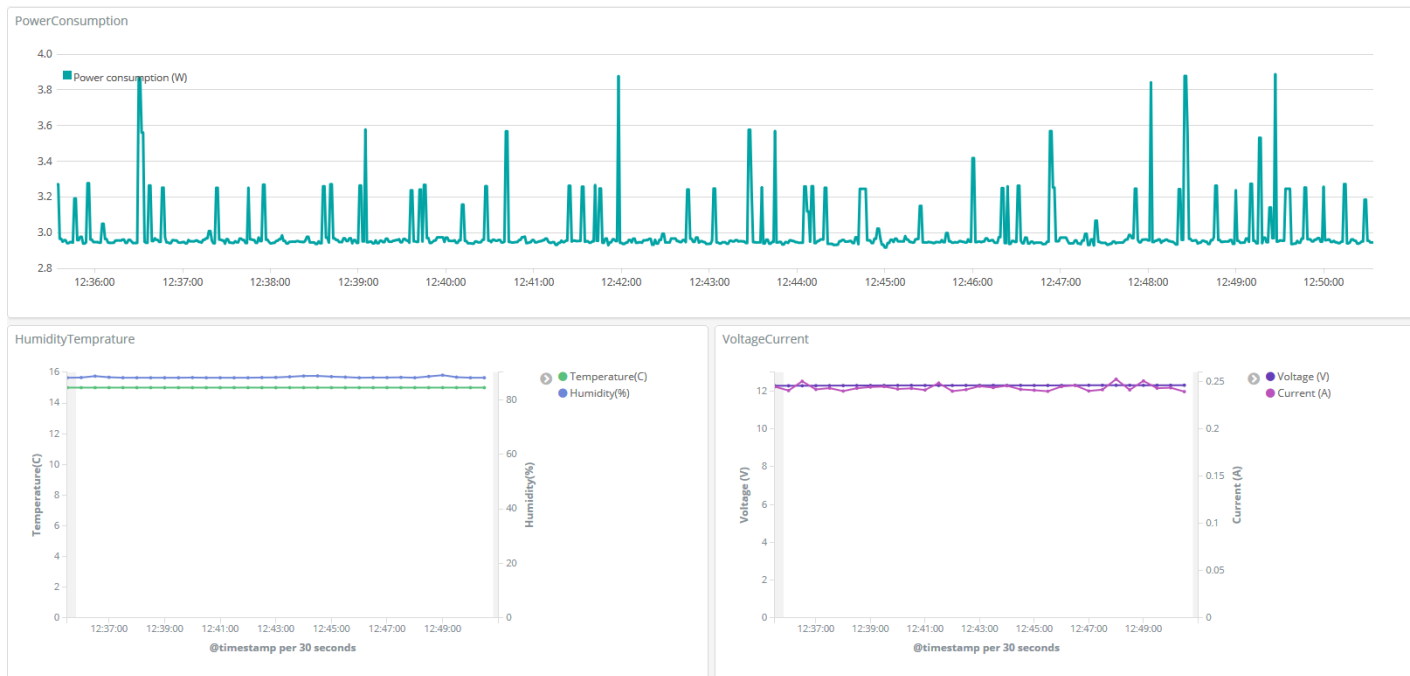 PowerConsumption
4.0
3.8
3.6
3.4
3.2
3.0
2.8
Power consumption (W)
12:36:00 12:37:00 12:38:00 12:39:00 12:40:00 12:41:00 12:42:00 12:43:00 12:44:00 12:45:00 12:46:00 12:47:00 12:48:00 12:49:00 12:50:00
HumidityTemprature
16
14
12
10
8
6
4
2
0
Temperature(C)
80
60
40
20
0
Humidity(%)
Temperature(C)
Humidity(%)
12:37:00 12:39:00 12:41:00 12:43:00 12:45:00 12:47:00 12:49:00
@timestamp per 30 seconds
VoltageCurrent
12
10
8
6
4
2
0
Voltage (V)
0.25
0.2
0.15
0.1
0.05
0
Current (A)
Voltage (V)
Current (A)
12:37:00 12:39:00 12:41:00 12:43:00 12:45:00 12:47:00 12:49:00
@timestamp per 30 seconds